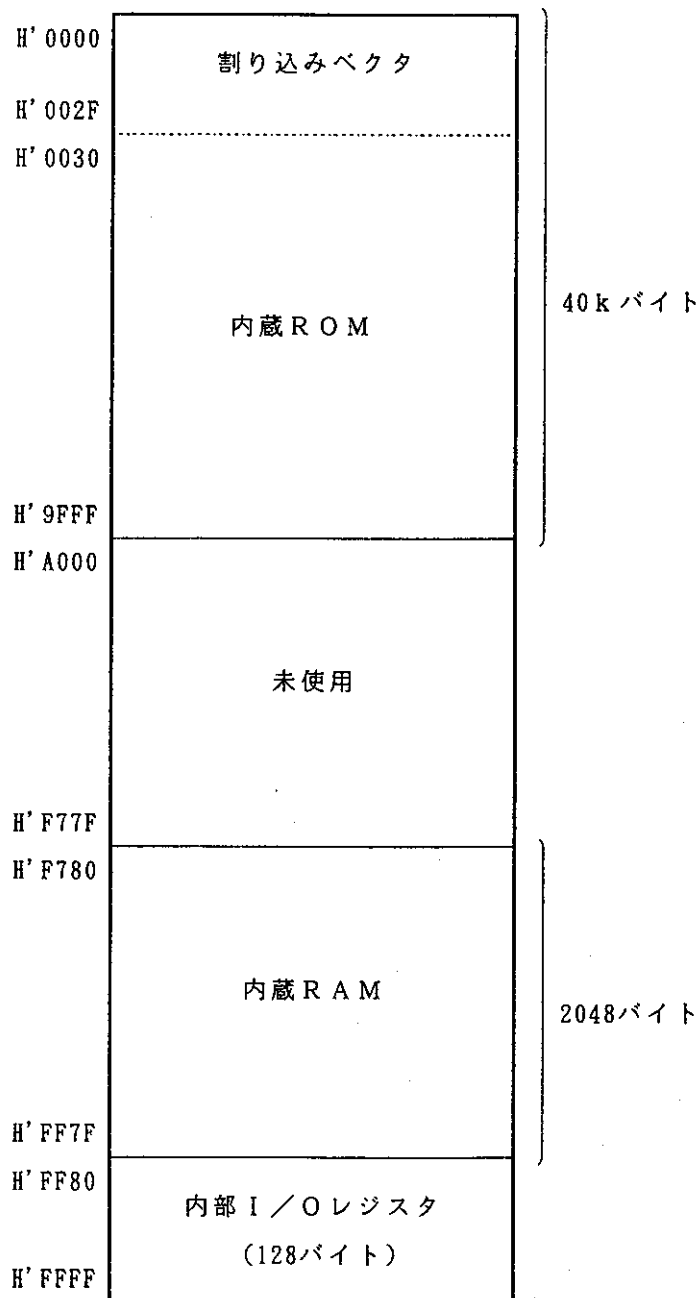 H'0000
割り込みベクタ
H'002F
H'0030
内蔵ROM
40kバイト
H'9FFF
H'A000
未使用
H'F77F
H'F780
内蔵RAM
2048バイト
H'FF7F
H'FF80
内部I/Oレジスタ
(128バイト)
H'FFFF